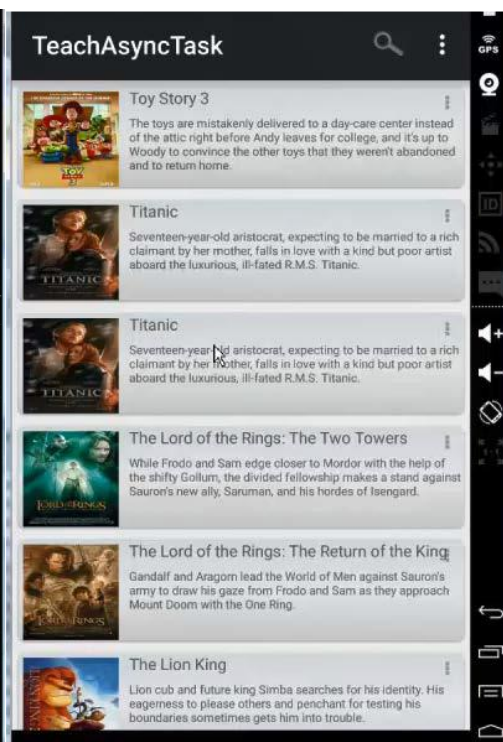 TeachAsyncTask
GPS
Toy Story 3
The toys are mistakenly delivered to a day-care center instead
of the attic right before Andy leaves for college, and it's up to
Woody to convince the other toys that they weren't abandoned
and to return home.
TOY
3
ID
Titanic
Seventeen-year-old aristocrat, expecting to be married to a rich
claimant by her mother, falls in love with a kind but poor artist
aboard the luxurious, ill-fated R.M.S. Titanic.
TITANIC
Titanic
Seventeen-year-old aristocrat, expecting to be married to a rich
claimant by her mother, falls in love with a kind but poor artist
aboard the luxurious, ill-fated R.M.S. Titanic.
TITANIC
The Lord of the Rings: The Two Towers
While Frodo and Sam edge closer to Mordor with the help of
the shifty Gollum, the divided fellowship makes a stand against
Sauron's new ally, Saruman, and his hordes of Isengard.
The Lord of the Rings: The Return of the King
Gandalf and Aragorn lead the World of Men against Sauron's
army to draw his gaze from Frodo and Sam as they approach
Mount Doom with the One Ring.
The Lion King
Lion cub and future king Simba searches for his identity. His
eagerness to please others and penchant for testing his
boundaries sometimes gets him into trouble.